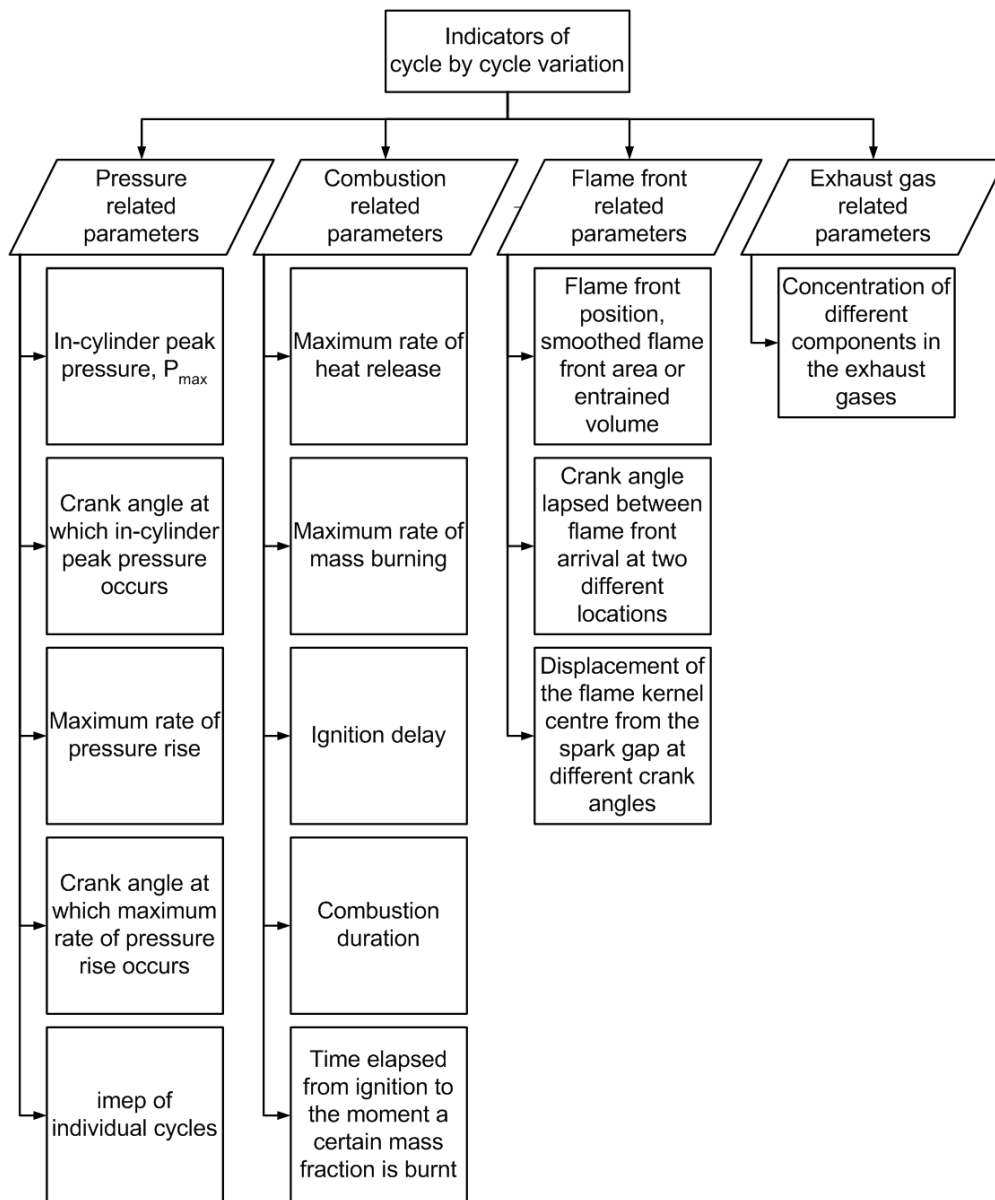 Indicators of
cycle by cycle variation
Pressure
related
parameters
Combustion
related
parameters
Flame front
related
parameters
Exhaust gas
related
parameters
In-cylinder peak
pressure, Pmax
Crank angle at
which in-cylinder
peak pressure
occurs
Maximum rate of
pressure rise
Crank angle at
which maximum
rate of pressure
rise occurs
imep of
individual cycles
Maximum rate of
heat release
Maximum rate of
mass burning
Ignition delay
Combustion
duration
Time elapsed
from ignition to
the moment a
certain mass
fraction is burnt
Flame front
position,
smoothed flame
front area or
entrained
volume
Crank angle
lapsed between
flame front
arrival at two
different
locations
Displacement of
the flame kernel
centre from the
spark gap at
different crank
angles
Concentration of
different
components in
the exhaust
gases